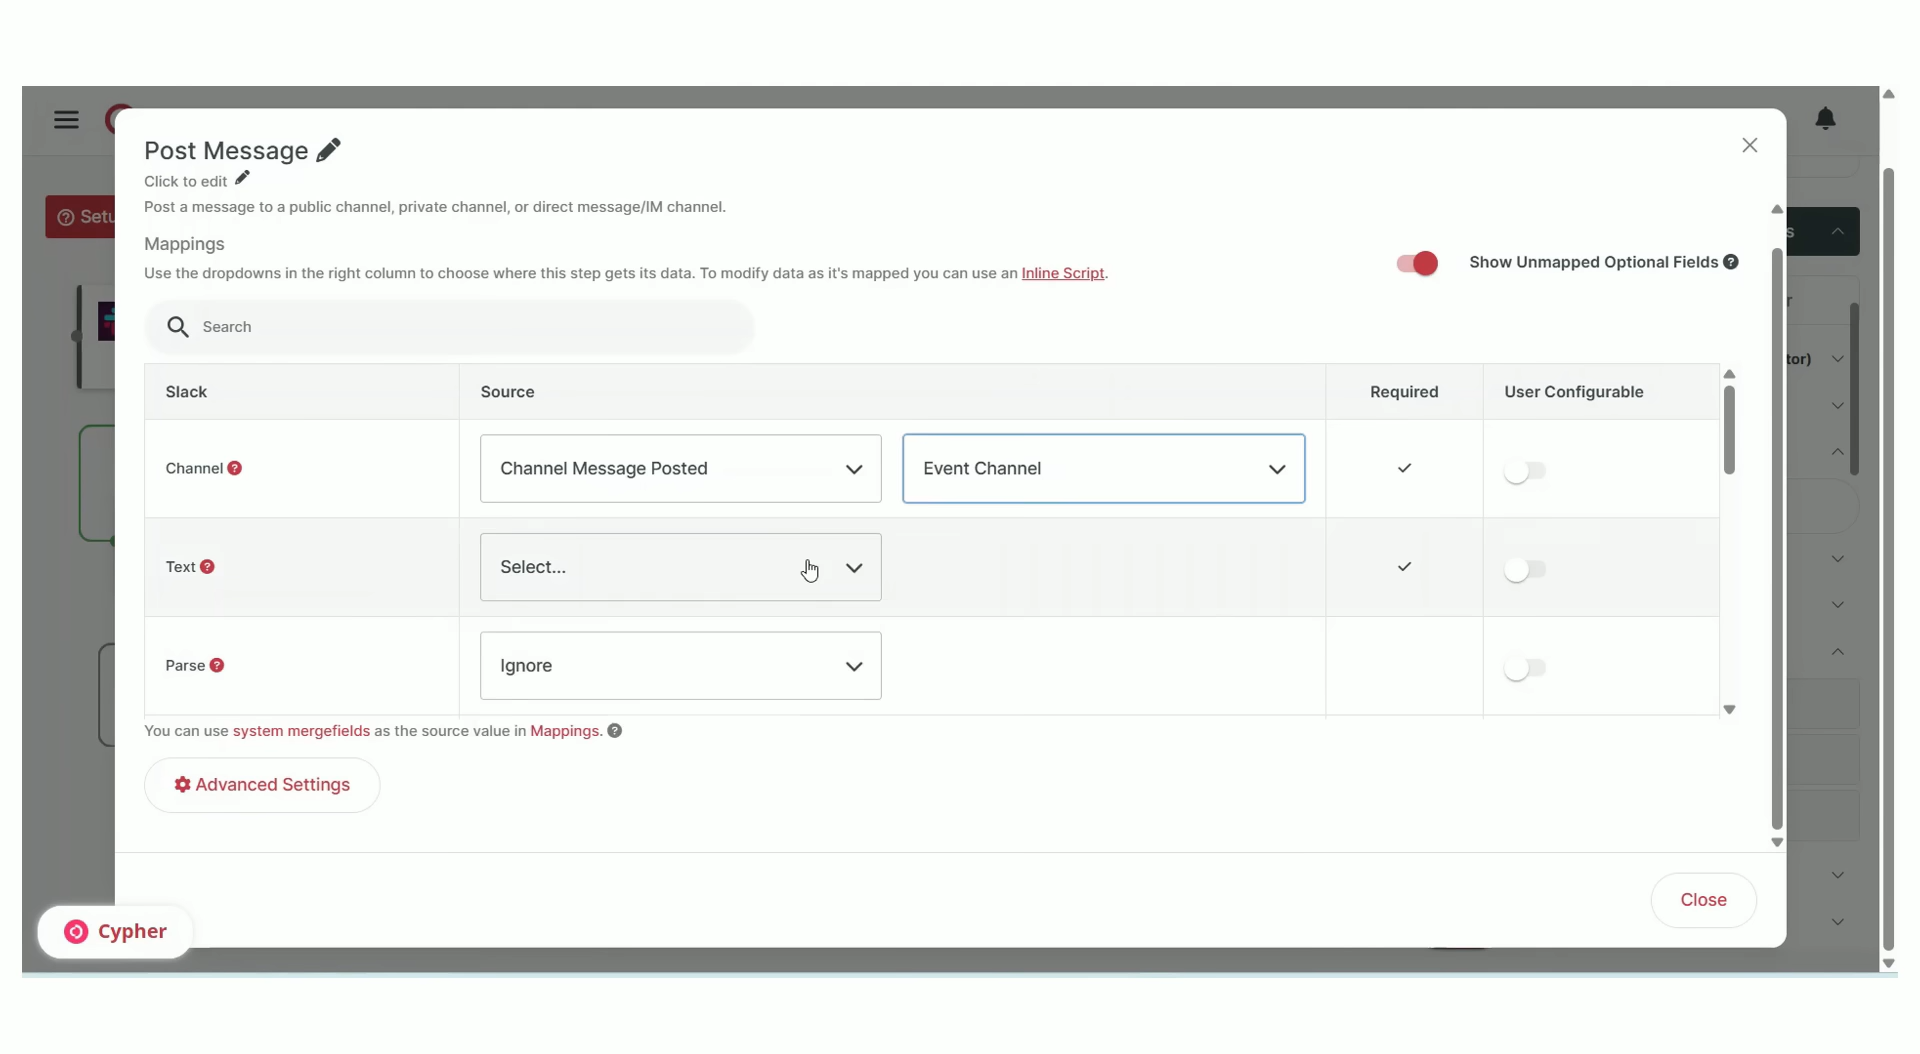 Post Message
Click to edit
Post a message to a public channel, private channel, or direct message/IM channel.
Mappings
Use the dropdowns in the right column to choose where this step gets its data. To modify data as it's mapped you can use an Inline Script.
Show Unmapped Optional Fields ?
Search
Slack Source Required User Configurable
Channel ? Channel Message Posted Event Channel
Text ? Select...
Parse ? Ignore
You can use system mergefields as the source value in Mappings. ?
Advanced Settings
Close
Cypher